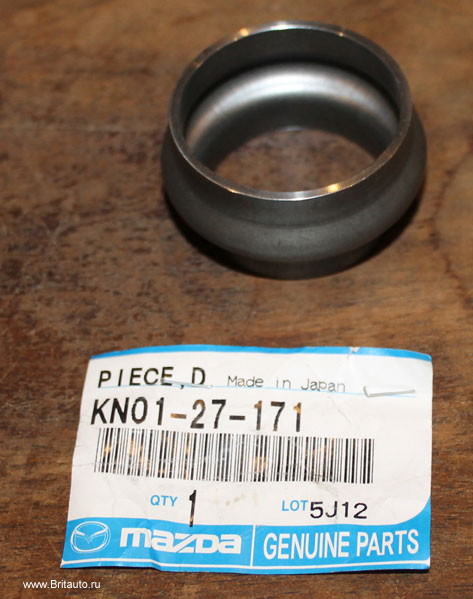 PIECE,D. Made in Japan
KN01-27-171
QTY 1 LOT 5J12
mazda GENUINE PARTS
www.Britauto.ru